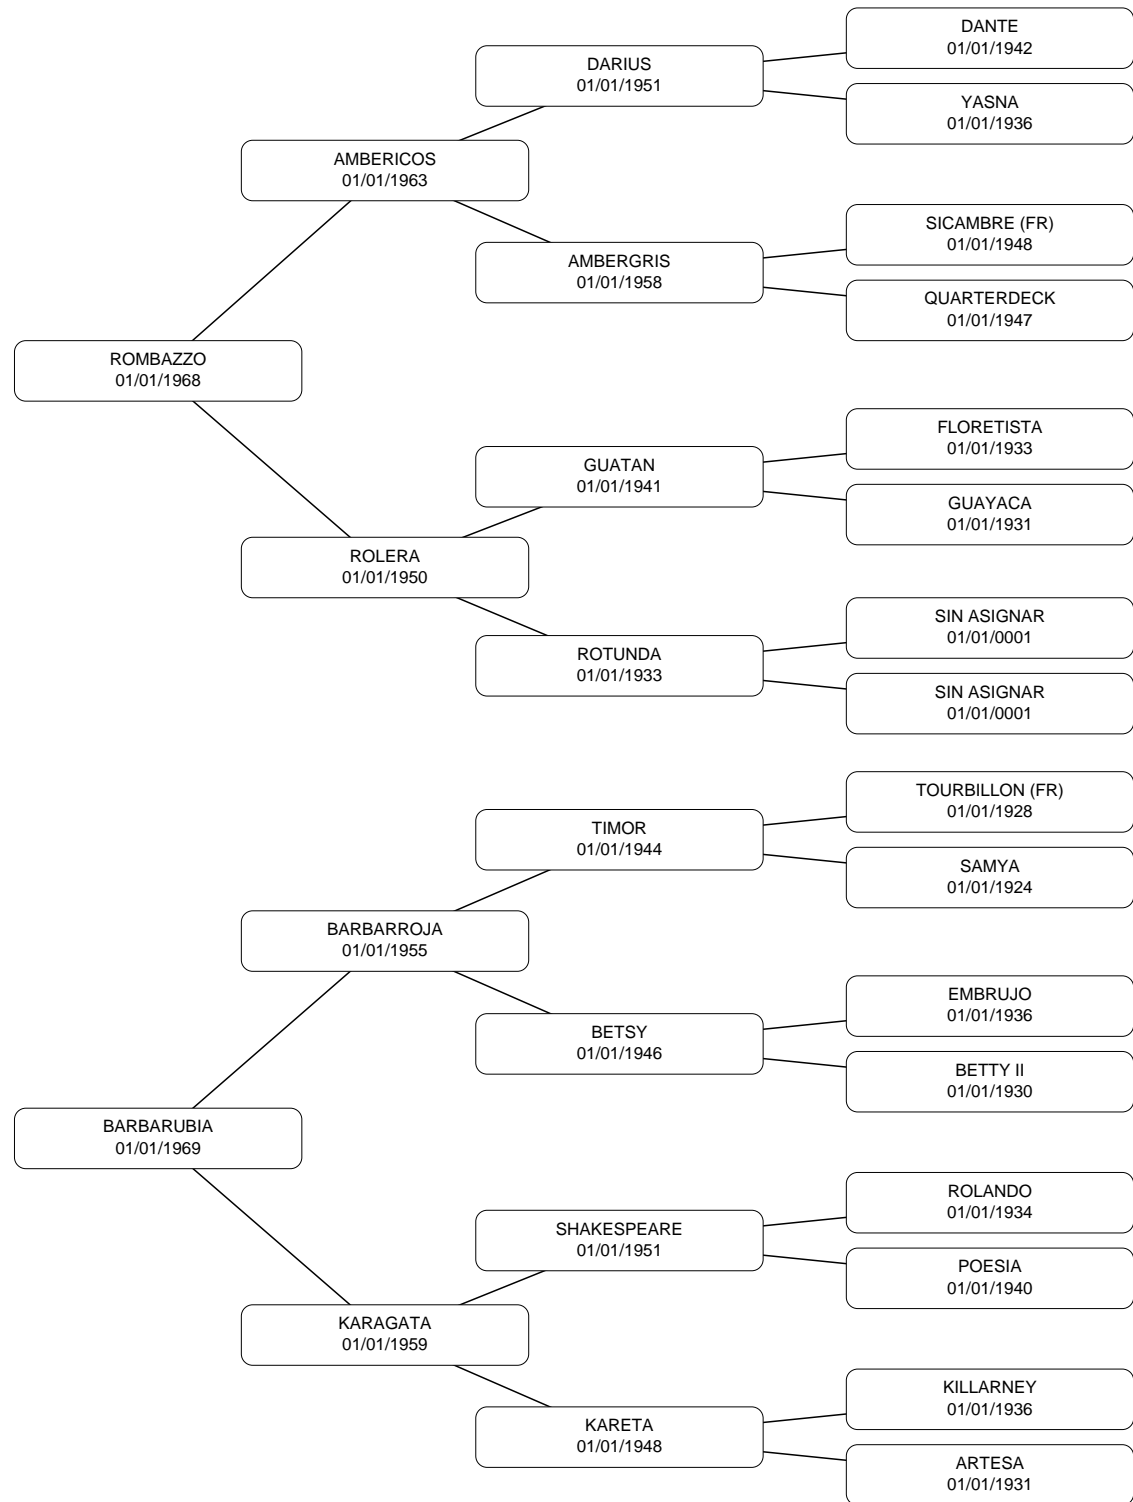 DANTE
01/01/1942
DARIUS
01/01/1951
YASNA
01/01/1936
AMBERICOS
01/01/1963
SICAMBRE (FR)
01/01/1948
AMBERGRIS
01/01/1958
QUARTERDECK
01/01/1947
ROMBAZZO
01/01/1968
FLORETISTA
01/01/1933
GUATAN
01/01/1941
GUAYACA
01/01/1931
ROLERA
01/01/1950
SIN ASIGNAR
01/01/0001
ROTUNDA
01/01/1933
SIN ASIGNAR
01/01/0001
TOURBILLON (FR)
01/01/1928
TIMOR
01/01/1944
SAMYA
01/01/1924
BARBARROJA
01/01/1955
EMBRUJO
01/01/1936
BETSY
01/01/1946
BETTY II
01/01/1930
BARBARUBIA
01/01/1969
ROLANDO
01/01/1934
SHAKESPEARE
01/01/1951
POESIA
01/01/1940
KARAGATA
01/01/1959
KILLARNEY
01/01/1936
KARETA
01/01/1948
ARTESA
01/01/1931